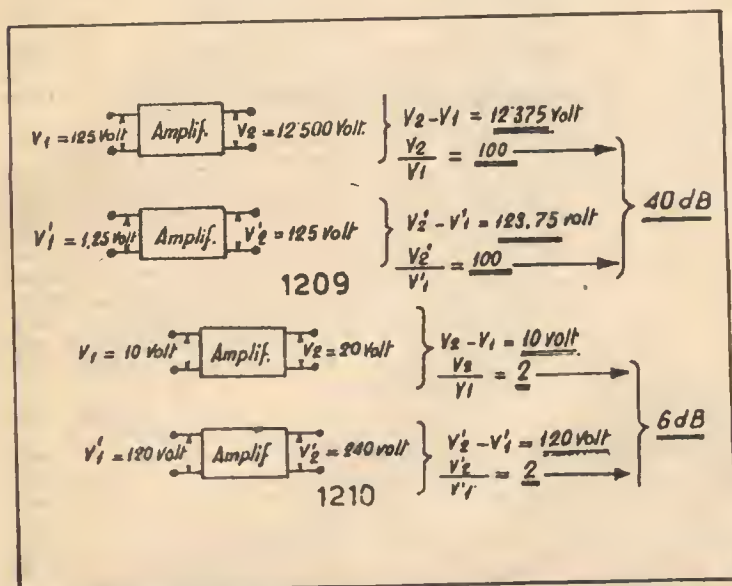 V1 = 125 Volt Amplif. V2 = 12'500 Volt. V2 - V1 = 12'375 Volt
V2/V1 = 100
40 dB
V'1 = 1,25 Volt Amplif. V'2 = 125 Volt V2' - V'1 = 123,75 volt
V2'/V'1 = 100
1209
V1 = 10 Volt Amplif. V2 = 20 Volt V2 - V1 = 10 volt
V2/V1 = 2
6 dB
V'1 = 120 Volt Amplif V'2 = 240 volt V'2 - V'1 = 120 Volt
V'2/V'1 = 2
1210